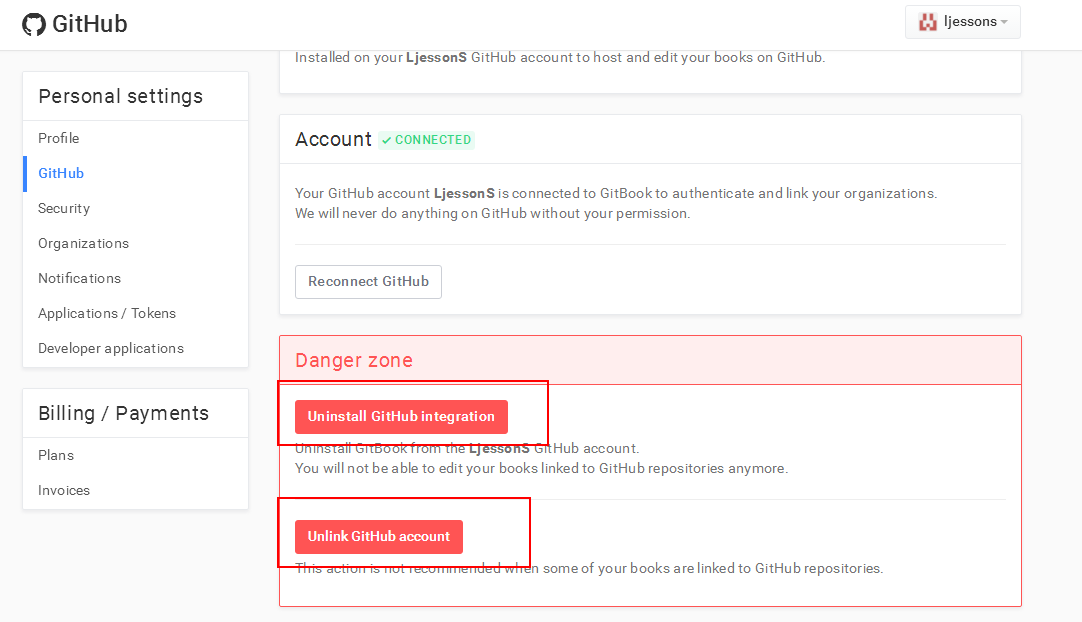 GitHub
ljessons
Personal settings
Profile
GitHub
Security
Organizations
Notifications
Applications / Tokens
Developer applications
Billing / Payments
Plans
Invoices
Installed on your LjessonS GitHub account to host and edit your books on GitHub.
Account ✓ CONNECTED
Your GitHub account LjessonS is connected to GitBook to authenticate and link your organizations.
We will never do anything on GitHub without your permission.
Reconnect GitHub
Danger zone
Uninstall GitHub integration
Uninstall GitBook from the LjessonS GitHub account.
You will not be able to edit your books linked to GitHub repositories anymore.
Unlink GitHub account
This action is not recommended when some of your books are linked to GitHub repositories.